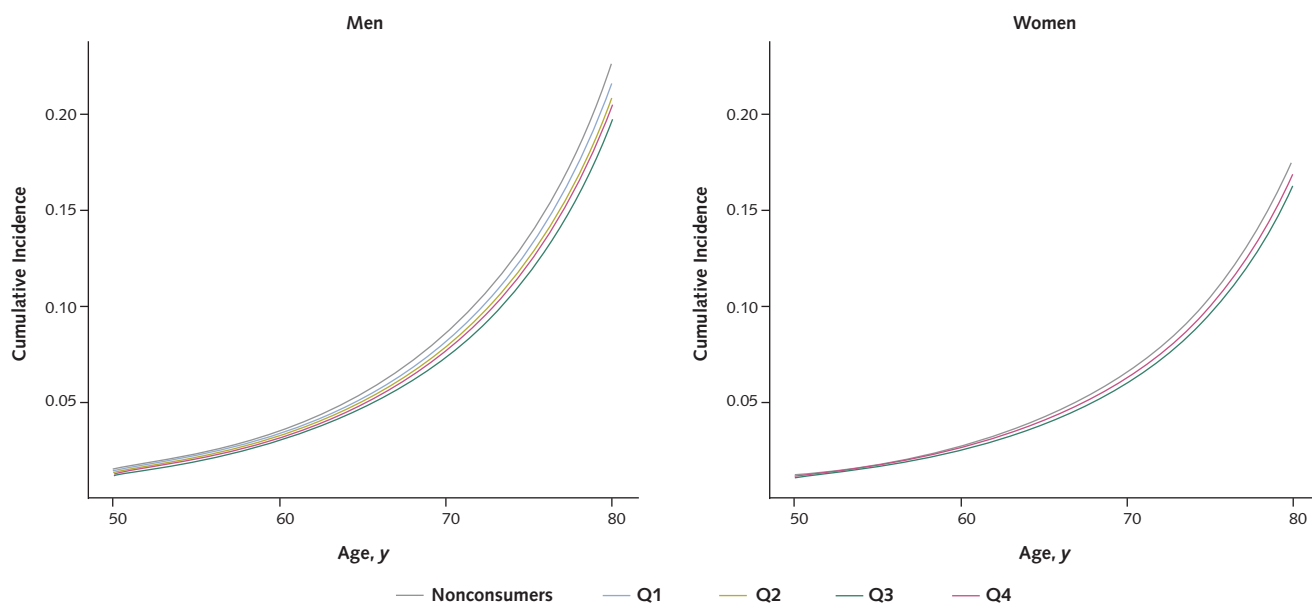 Men
Women
Cumulative Incidence
0.20
0.15
0.10
0.05
50
60
70
80
Age, y
Cumulative Incidence
0.20
0.15
0.10
0.05
50
60
70
80
Age, y
Nonconsumers
Q1
Q2
Q3
Q4